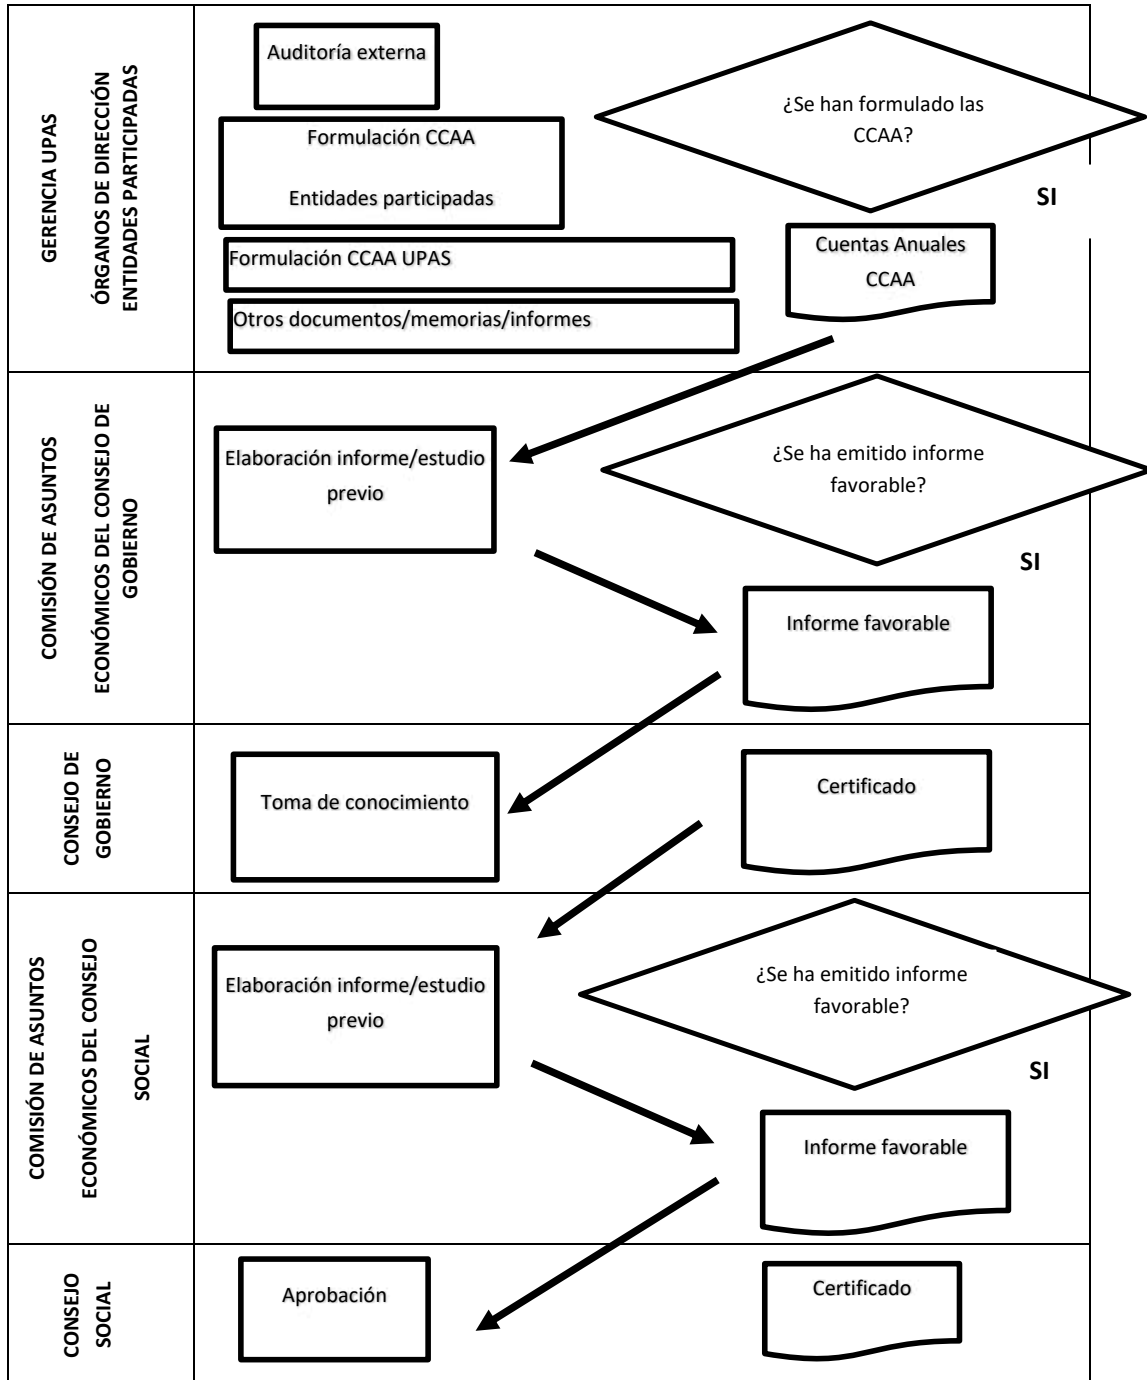 GERENCIA UPAS
ÓRGANOS DE DIRECCIÓN
ENTIDADES PARTICIPADAS
Auditoría externa
Formulación CCAA
Entidades participadas
Formulación CCAA UPAS
Otros documentos/memorias/informes
¿Se han formulado las
CCAA?
SI
Cuentas Anuales
CCAA
COMISIÓN DE ASUNTOS
ECONÓMICOS DEL CONSEJO DE
GOBIERNO
Elaboración informe/estudio
previo
¿Se ha emitido informe
favorable?
SI
Informe favorable
CONSEJO DE
GOBIERNO
Toma de conocimiento
Certificado
COMISIÓN DE ASUNTOS
ECONÓMICOS DEL CONSEJO
SOCIAL
Elaboración informe/estudio
previo
¿Se ha emitido informe
favorable?
SI
Informe favorable
CONSEJO
SOCIAL
Aprobación
Certificado